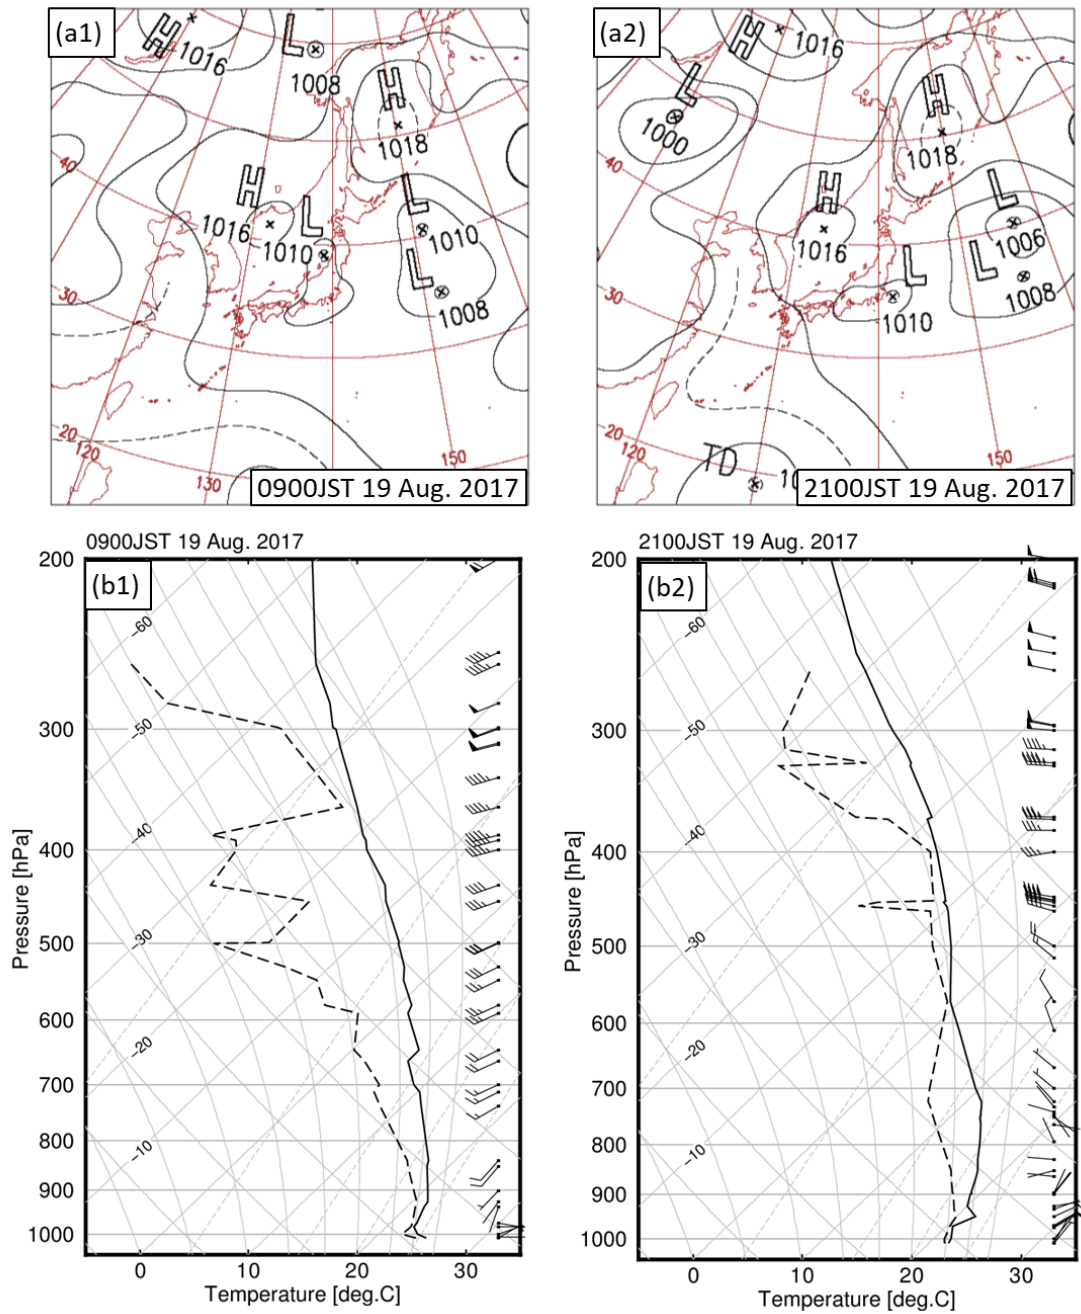 (a1)
H
1016
L
1008
H
1018
H
1016
L
1010
L
1010
L
1008
40
30
20
120
130
150
0900JST 19 Aug. 2017
(a2)
H
1016
L
1000
H
1018
H
1016
L
1006
L
1008
L
1010
40
30
20
120
TD
10
150
2100JST 19 Aug. 2017
0900JST 19 Aug. 2017
(b1)
200
300
400
500
600
700
800
900
1000
Pressure [hPa]
-60
-50
-40
-30
-20
-10
0
10
20
30
Temperature [deg.C]
2100JST 19 Aug. 2017
(b2)
200
300
400
500
600
700
800
900
1000
Pressure [hPa]
-60
-50
-40
-30
-20
-10
0
10
20
30
Temperature [deg.C]